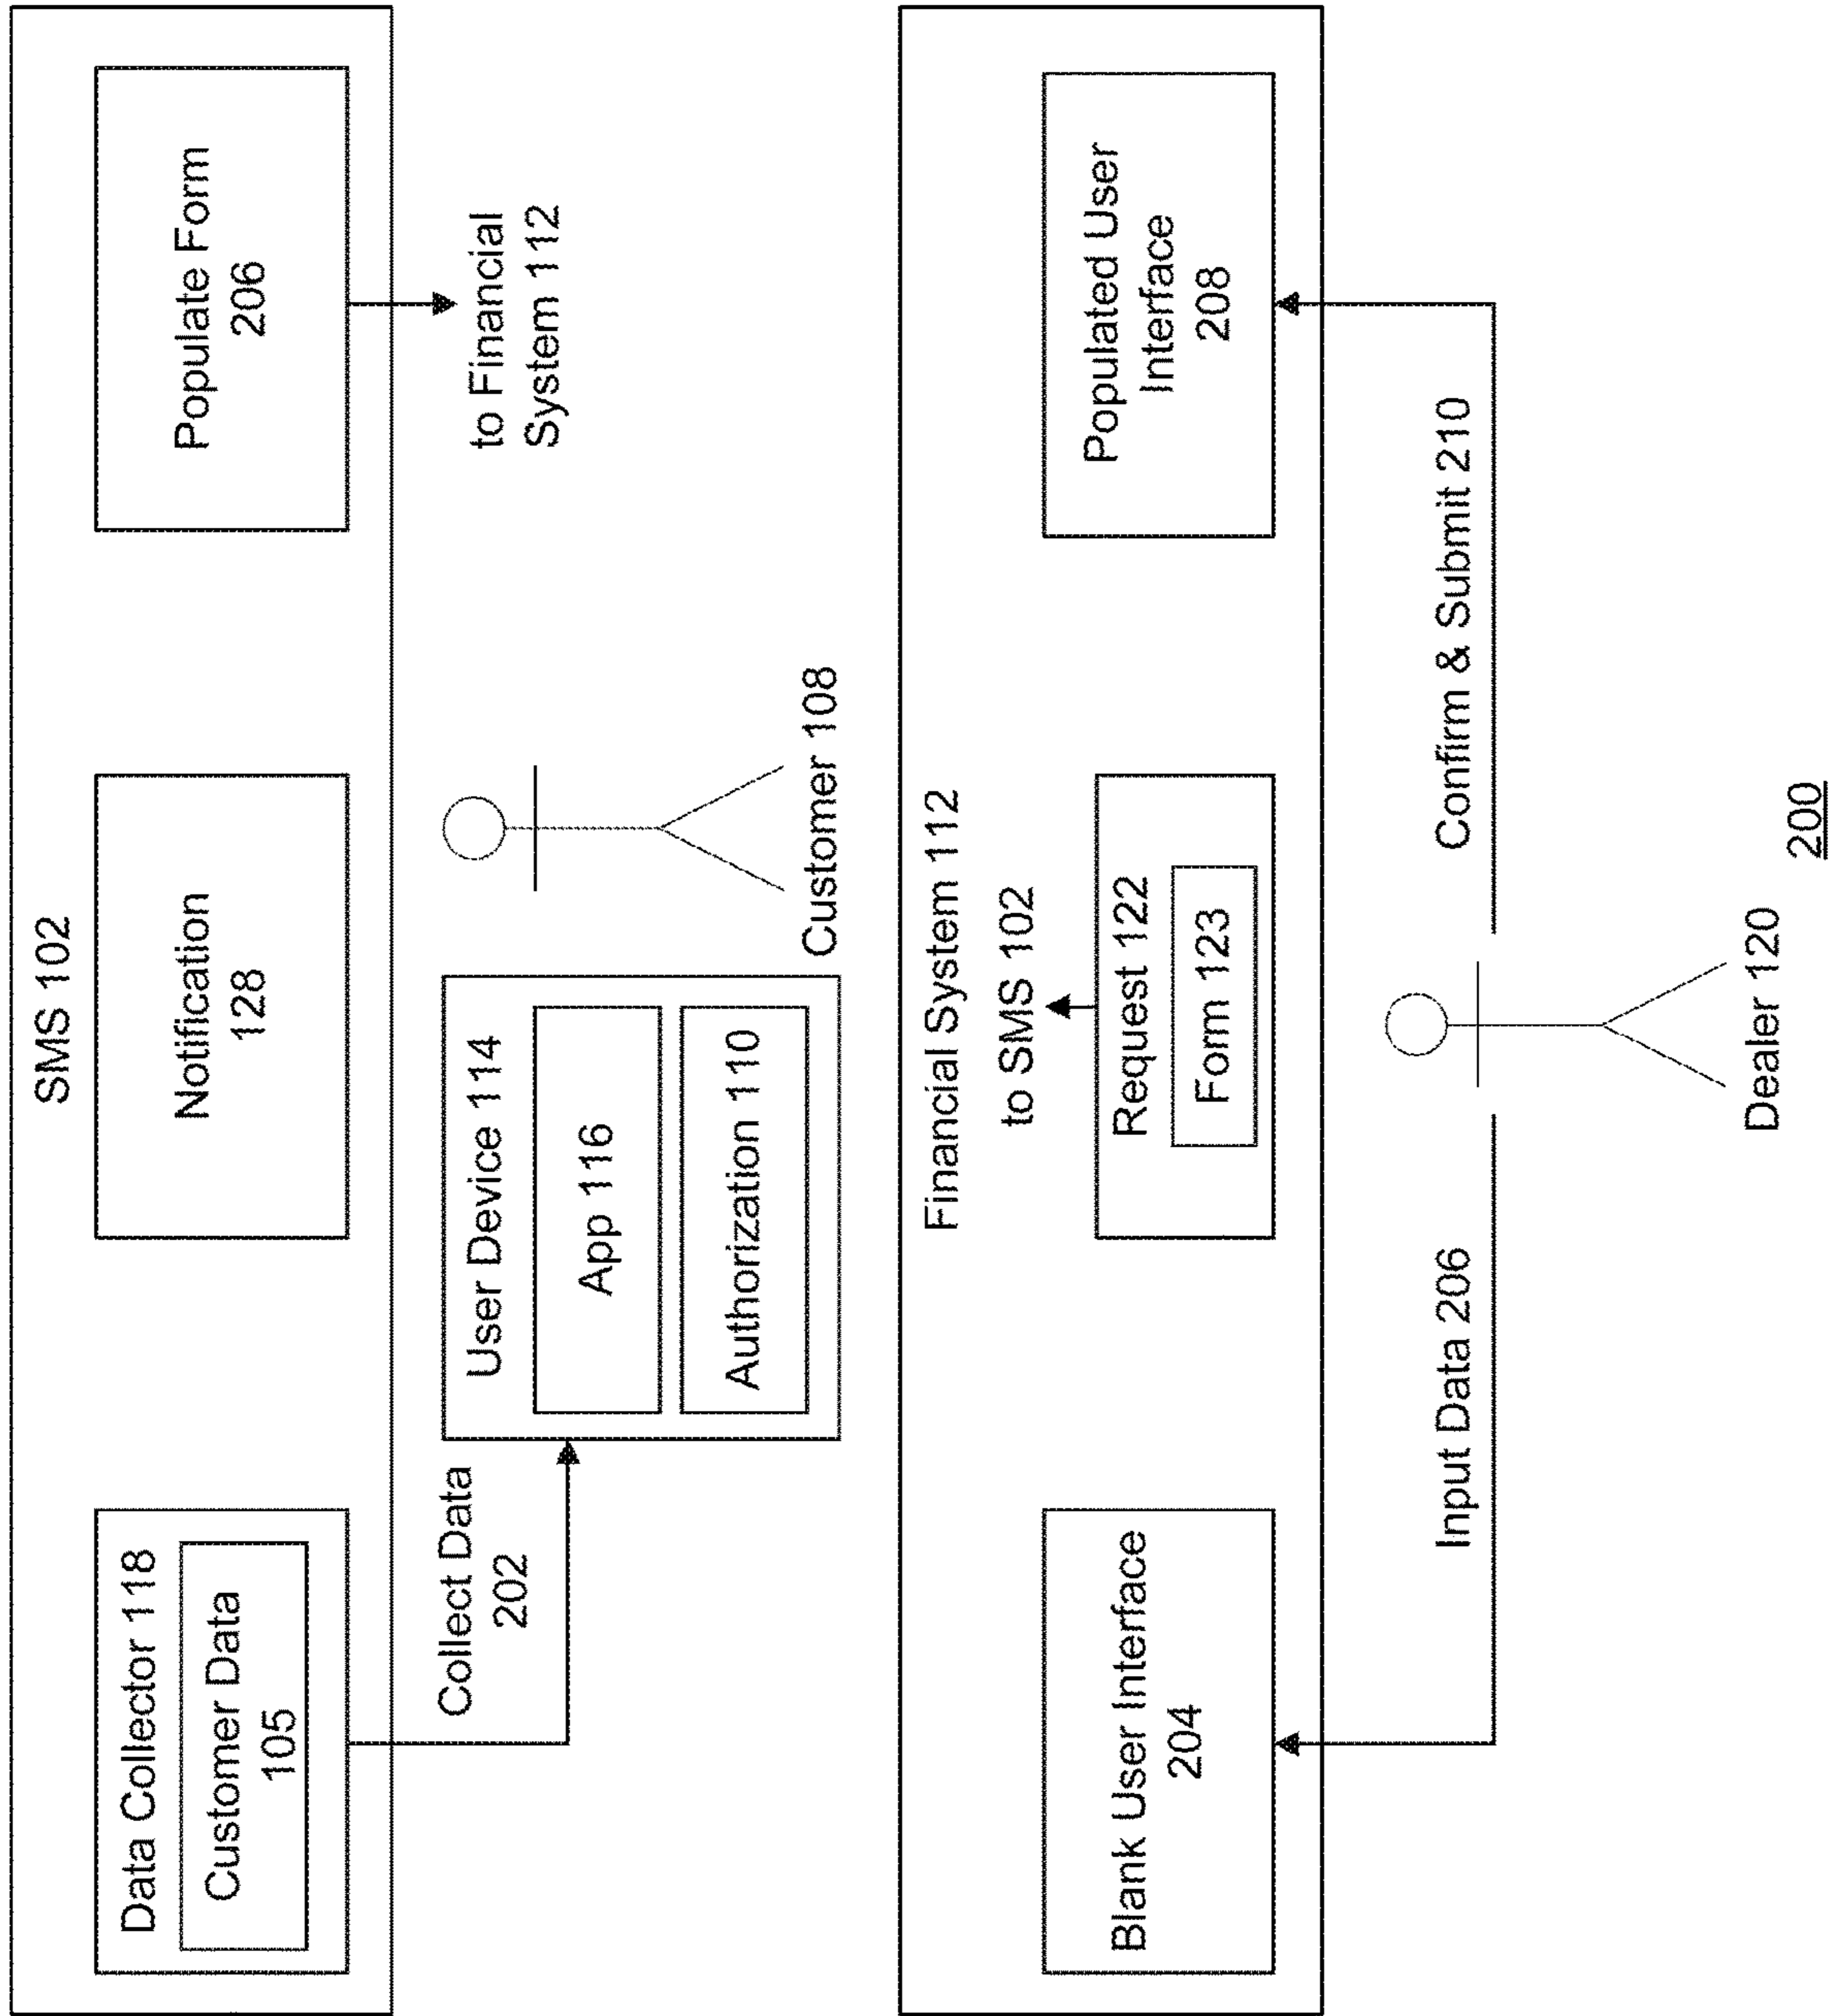 SMS 102
Data Collector 118
Customer Data
105
Notification
128
Populate Form
206
Collect Data
202
User Device 114
App 116
Authorization 110
Customer 108
to Financial
System 112
Financial System 112
to SMS 102
Blank User Interface
204
Request 122
Form 123
Populated User
Interface
208
Input Data 206
Confirm & Submit 210
Dealer 120
200